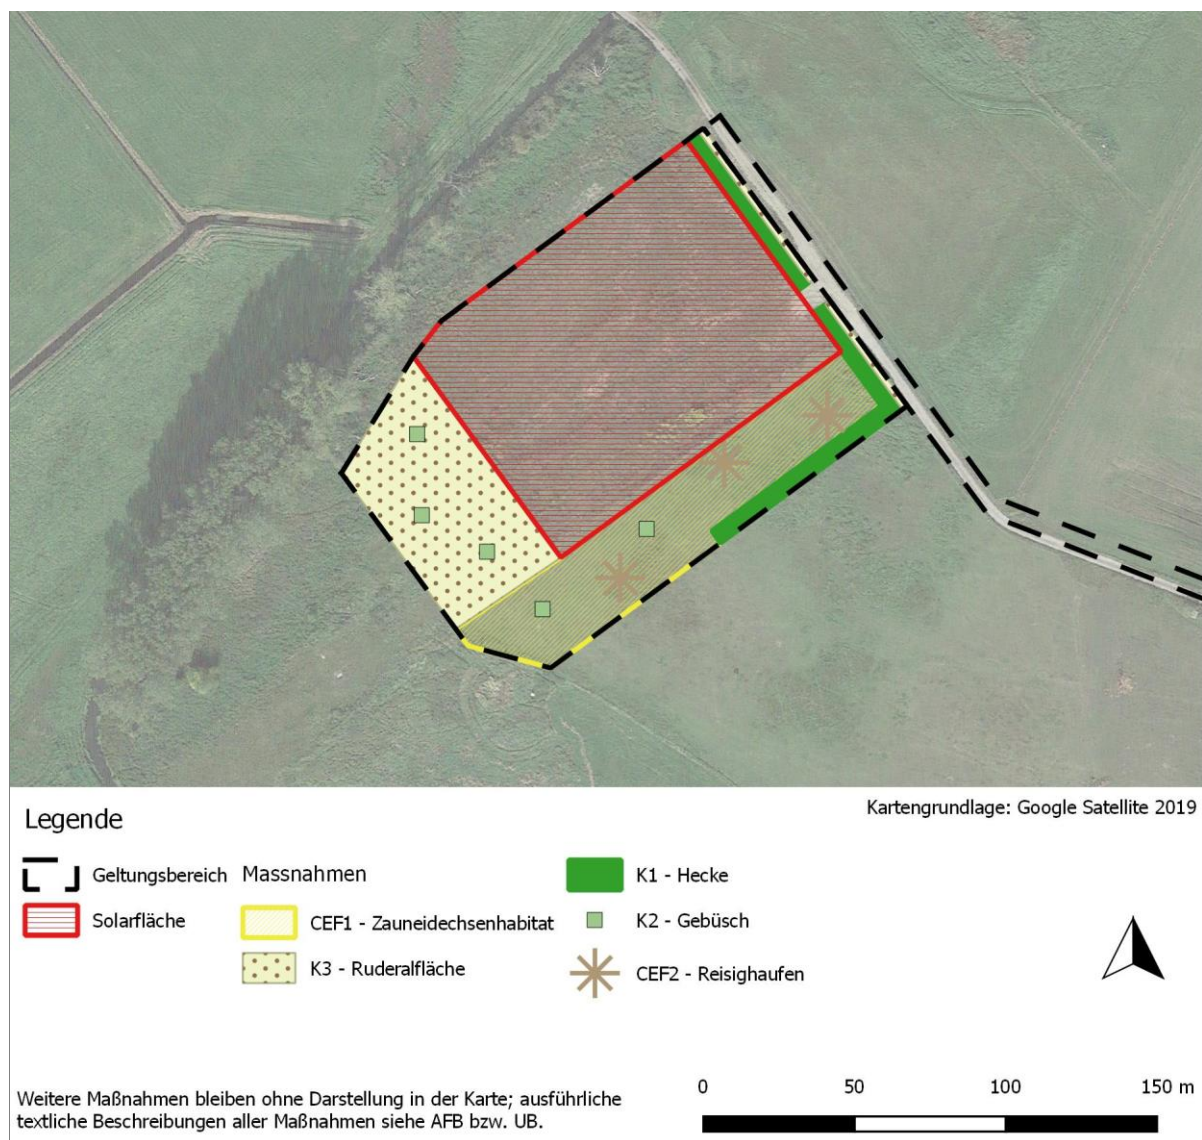 Kartengrundlage: Google Satellite 2019
Legende
Geltungsbereich
Massnahmen
K1 - Hecke
Solarfläche
CEF1 - Zauneidechsenhabitat
K2 - Gebüsch
K3 - Ruderalfläche
CEF2 - Reisighaufen
Weitere Maßnahmen bleiben ohne Darstellung in der Karte; ausführliche
textliche Beschreibungen aller Maßnahmen siehe AFB bzw. UB.
0 50 100 150 m